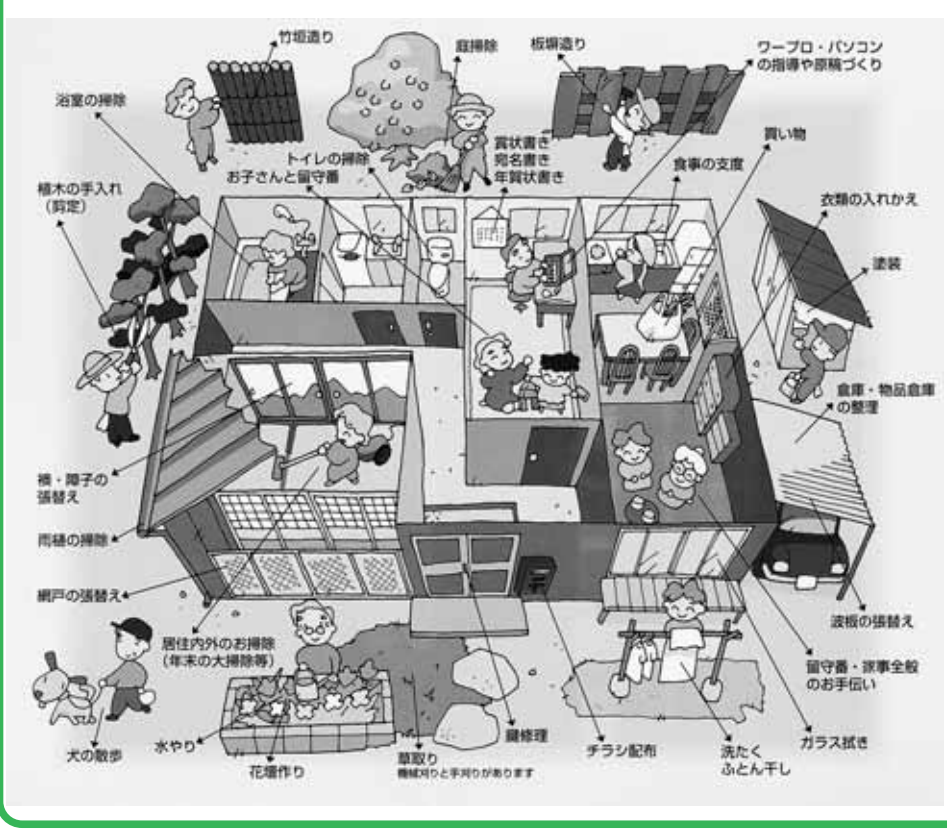 竹垣造り
庭掃除
板塀造り
ワープロ・パソコン
の指導や原稿づくり
浴室の掃除
賞状書き
宛名書き
年賀状書き
買い物
トイレの掃除
お子さんと留守番
食事の支度
植木の手入れ
（剪定）
衣類の入れかえ
塗装
倉庫・物品倉庫
の整理
襖・障子の
張替え
雨樋の掃除
網戸の張替え
波板の張替え
居住内外のお掃除
（年末の大掃除等）
留守番・家事全般
のお手伝い
犬の散歩
水やり
花壇作り
草取り
機械刈りと手刈りがあります
鍵修理
チラシ配布
洗たく
ふとん干し
ガラス拭き